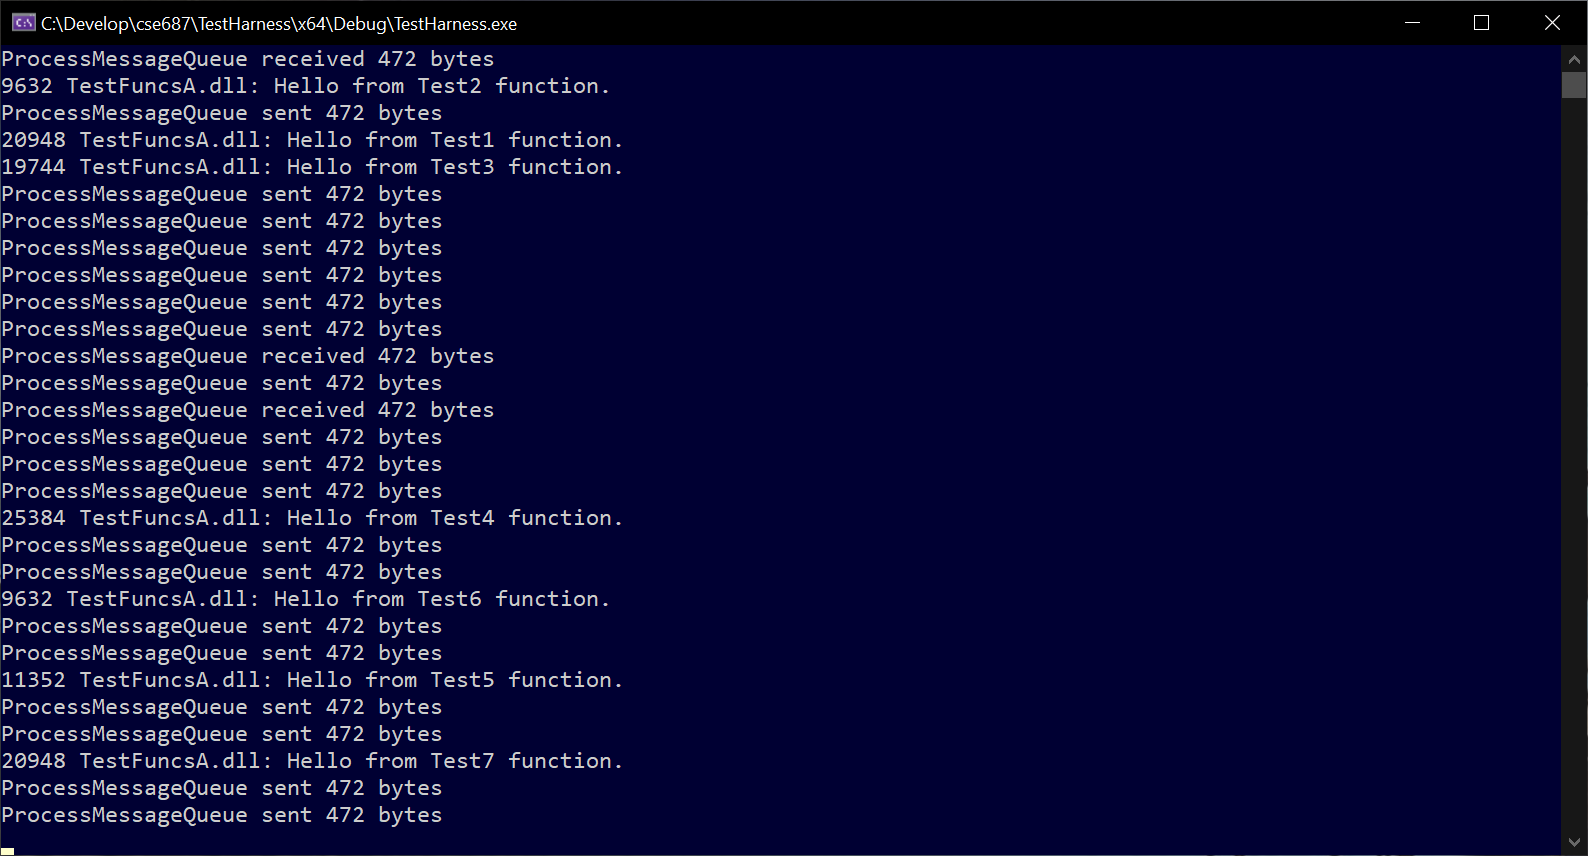 C:\Develop\cse687\TestHarness\x64\Debug\TestHarness.exe
ProcessMessageQueue received 472 bytes
9632 TestFuncsA.dll: Hello from Test2 function.
ProcessMessageQueue sent 472 bytes
20948 TestFuncsA.dll: Hello from Test1 function.
19744 TestFuncsA.dll: Hello from Test3 function.
ProcessMessageQueue sent 472 bytes
ProcessMessageQueue sent 472 bytes
ProcessMessageQueue sent 472 bytes
ProcessMessageQueue sent 472 bytes
ProcessMessageQueue sent 472 bytes
ProcessMessageQueue sent 472 bytes
ProcessMessageQueue received 472 bytes
ProcessMessageQueue sent 472 bytes
ProcessMessageQueue received 472 bytes
ProcessMessageQueue sent 472 bytes
ProcessMessageQueue sent 472 bytes
ProcessMessageQueue sent 472 bytes
25384 TestFuncsA.dll: Hello from Test4 function.
ProcessMessageQueue sent 472 bytes
ProcessMessageQueue sent 472 bytes
9632 TestFuncsA.dll: Hello from Test6 function.
ProcessMessageQueue sent 472 bytes
ProcessMessageQueue sent 472 bytes
11352 TestFuncsA.dll: Hello from Test5 function.
ProcessMessageQueue sent 472 bytes
ProcessMessageQueue sent 472 bytes
20948 TestFuncsA.dll: Hello from Test7 function.
ProcessMessageQueue sent 472 bytes
ProcessMessageQueue sent 472 bytes